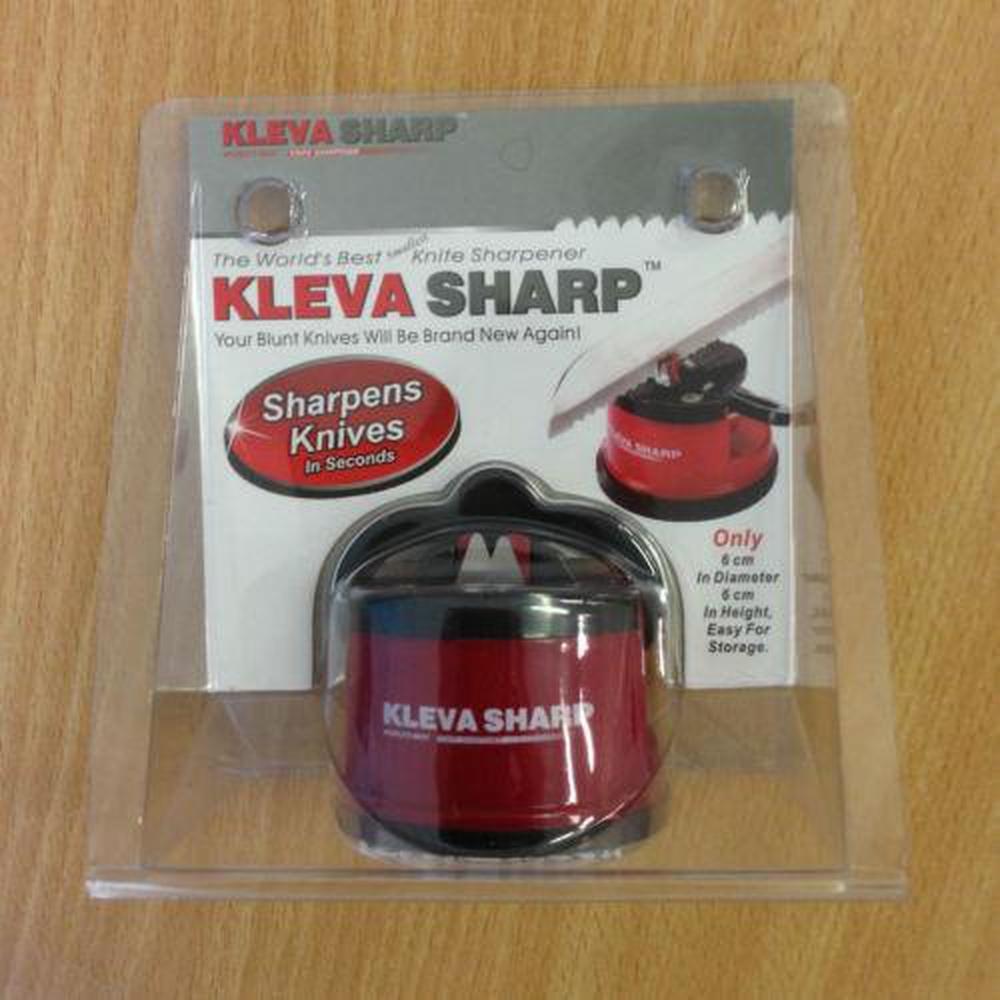 KLEVA SHARP
The World's Best smallest Knife Sharpener
KLEVA SHARP™
Your Blunt Knives Will Be Brand New Again!
Sharpens
Knives
In Seconds
KLEVA SHARP
Only
6 cm
In Diameter
6 cm
In Height,
Easy For
Storage.
KLEVA SHARP